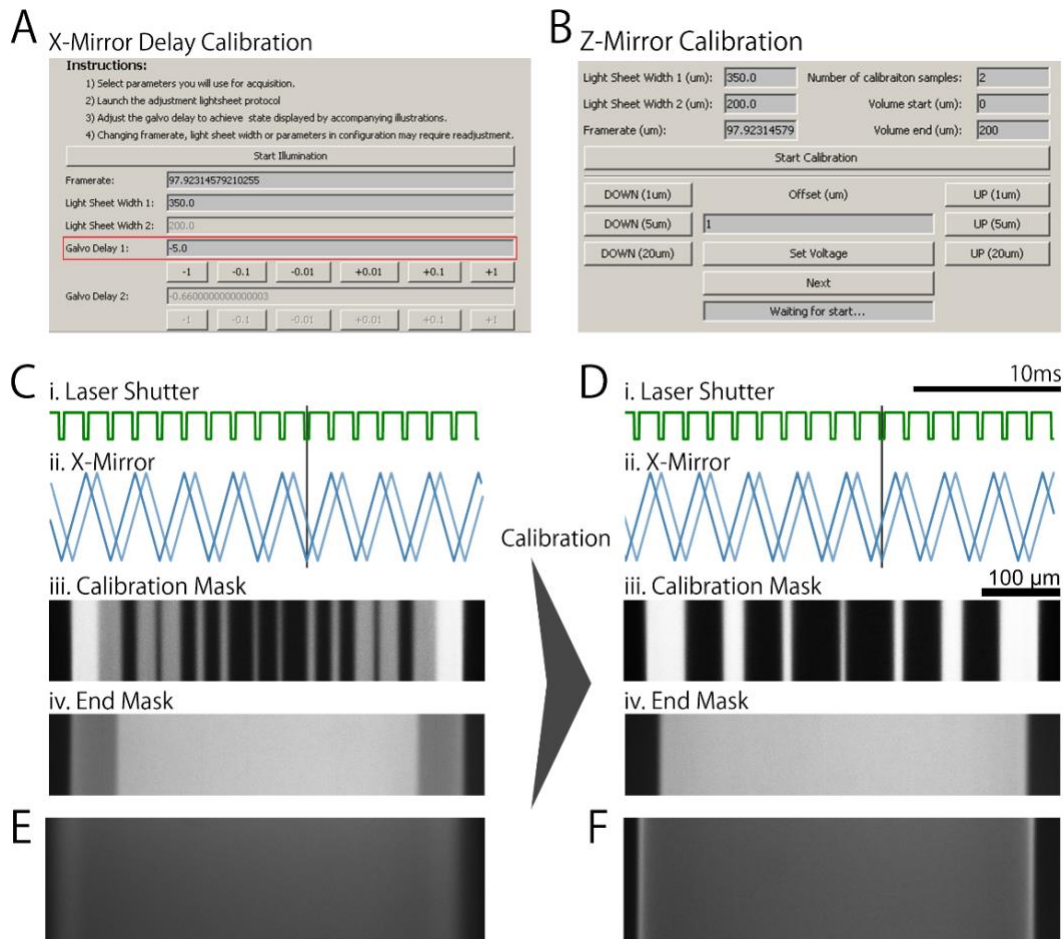 A
X-Mirror Delay Calibration
Instructions:
1) Select parameters you will use for acquisition.
2) Launch the adjustment lightsheet protocol
3) Adjust the galvo delay to achieve state displayed by accompanying illustrations.
4) Changing framerate, light sheet width or parameters in configuration may require readjustment.
Start Illumination
Framerate: 97.92314579210255
Light Sheet Width 1: 350.0
Light Sheet Width 2: 200.0
Galvo Delay 1: -5.0
-1 -0.1 -0.01 +0.01 +0.1 +1
Galvo Delay 2: -0.6600000000000003
-1 -0.1 -0.01 +0.01 +0.1 +1
B
Z-Mirror Calibration
Light Sheet Width 1 (um): 350.0 Number of calibraiton samples: 2
Light Sheet Width 2 (um): 200.0 Volume start (um): 0
Framerate (um): 97.92314579 Volume end (um): 200
Start Calibration
DOWN (1um) Offset (um) UP (1um)
DOWN (5um) 1 UP (5um)
DOWN (20um) Set Voltage UP (20um)
Next
Waiting for start...
C
i. Laser Shutter
ii. X-Mirror
iii. Calibration Mask
iv. End Mask
Calibration
D
10ms
i. Laser Shutter
ii. X-Mirror
iii. Calibration Mask
100 µm
iv. End Mask
E
F